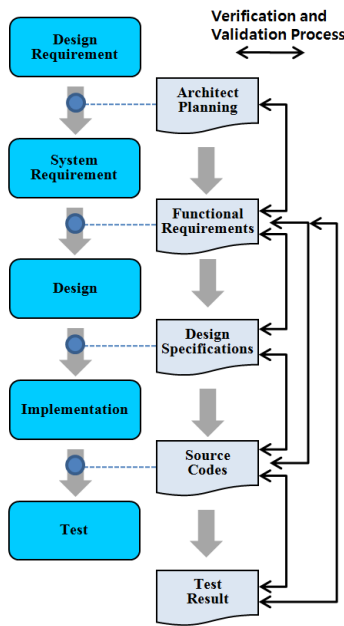 Verification and
Validation Process
Design
Requirement
Architect
Planning
System
Requirement
Functional
Requirements
Design
Design
Specifications
Implementation
Source
Codes
Test
Test
Result